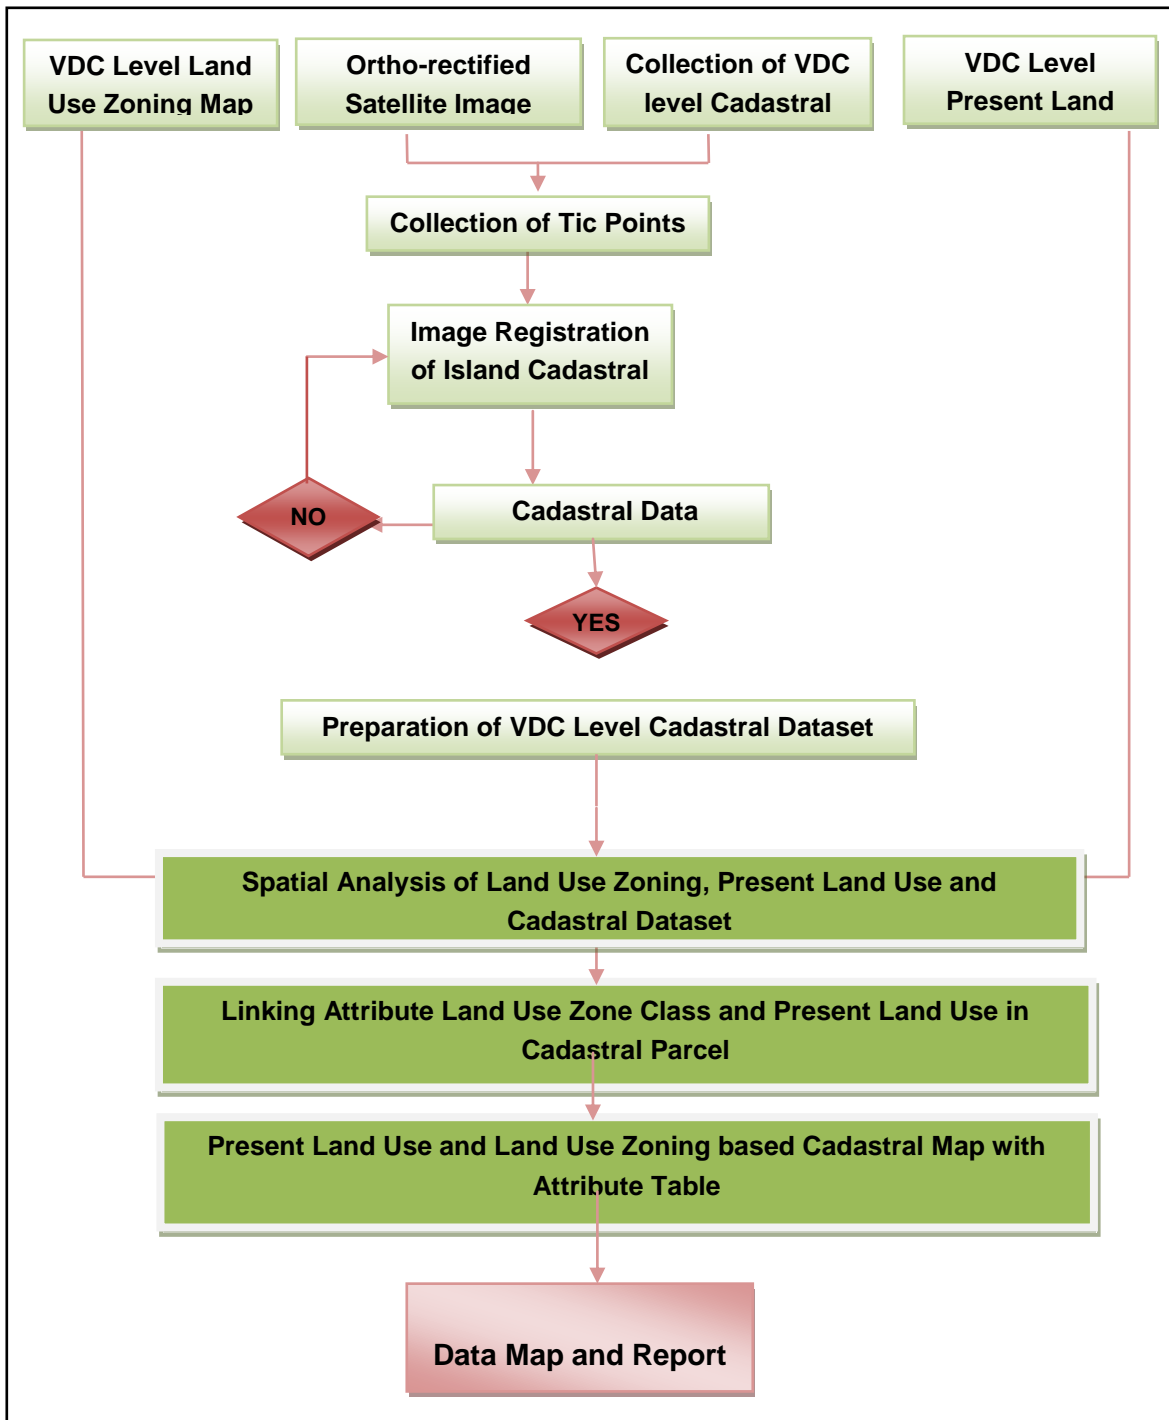 VDC Level Land
Use Zoning Map
Ortho-rectified
Satellite Image
Collection of VDC
level Cadastral
VDC Level
Present Land
Collection of Tic Points
Image Registration
of Island Cadastral
NO
Cadastral Data
YES
Preparation of VDC Level Cadastral Dataset
Spatial Analysis of Land Use Zoning, Present Land Use and
Cadastral Dataset
Linking Attribute Land Use Zone Class and Present Land Use in
Cadastral Parcel
Present Land Use and Land Use Zoning based Cadastral Map with
Attribute Table
Data Map and Report